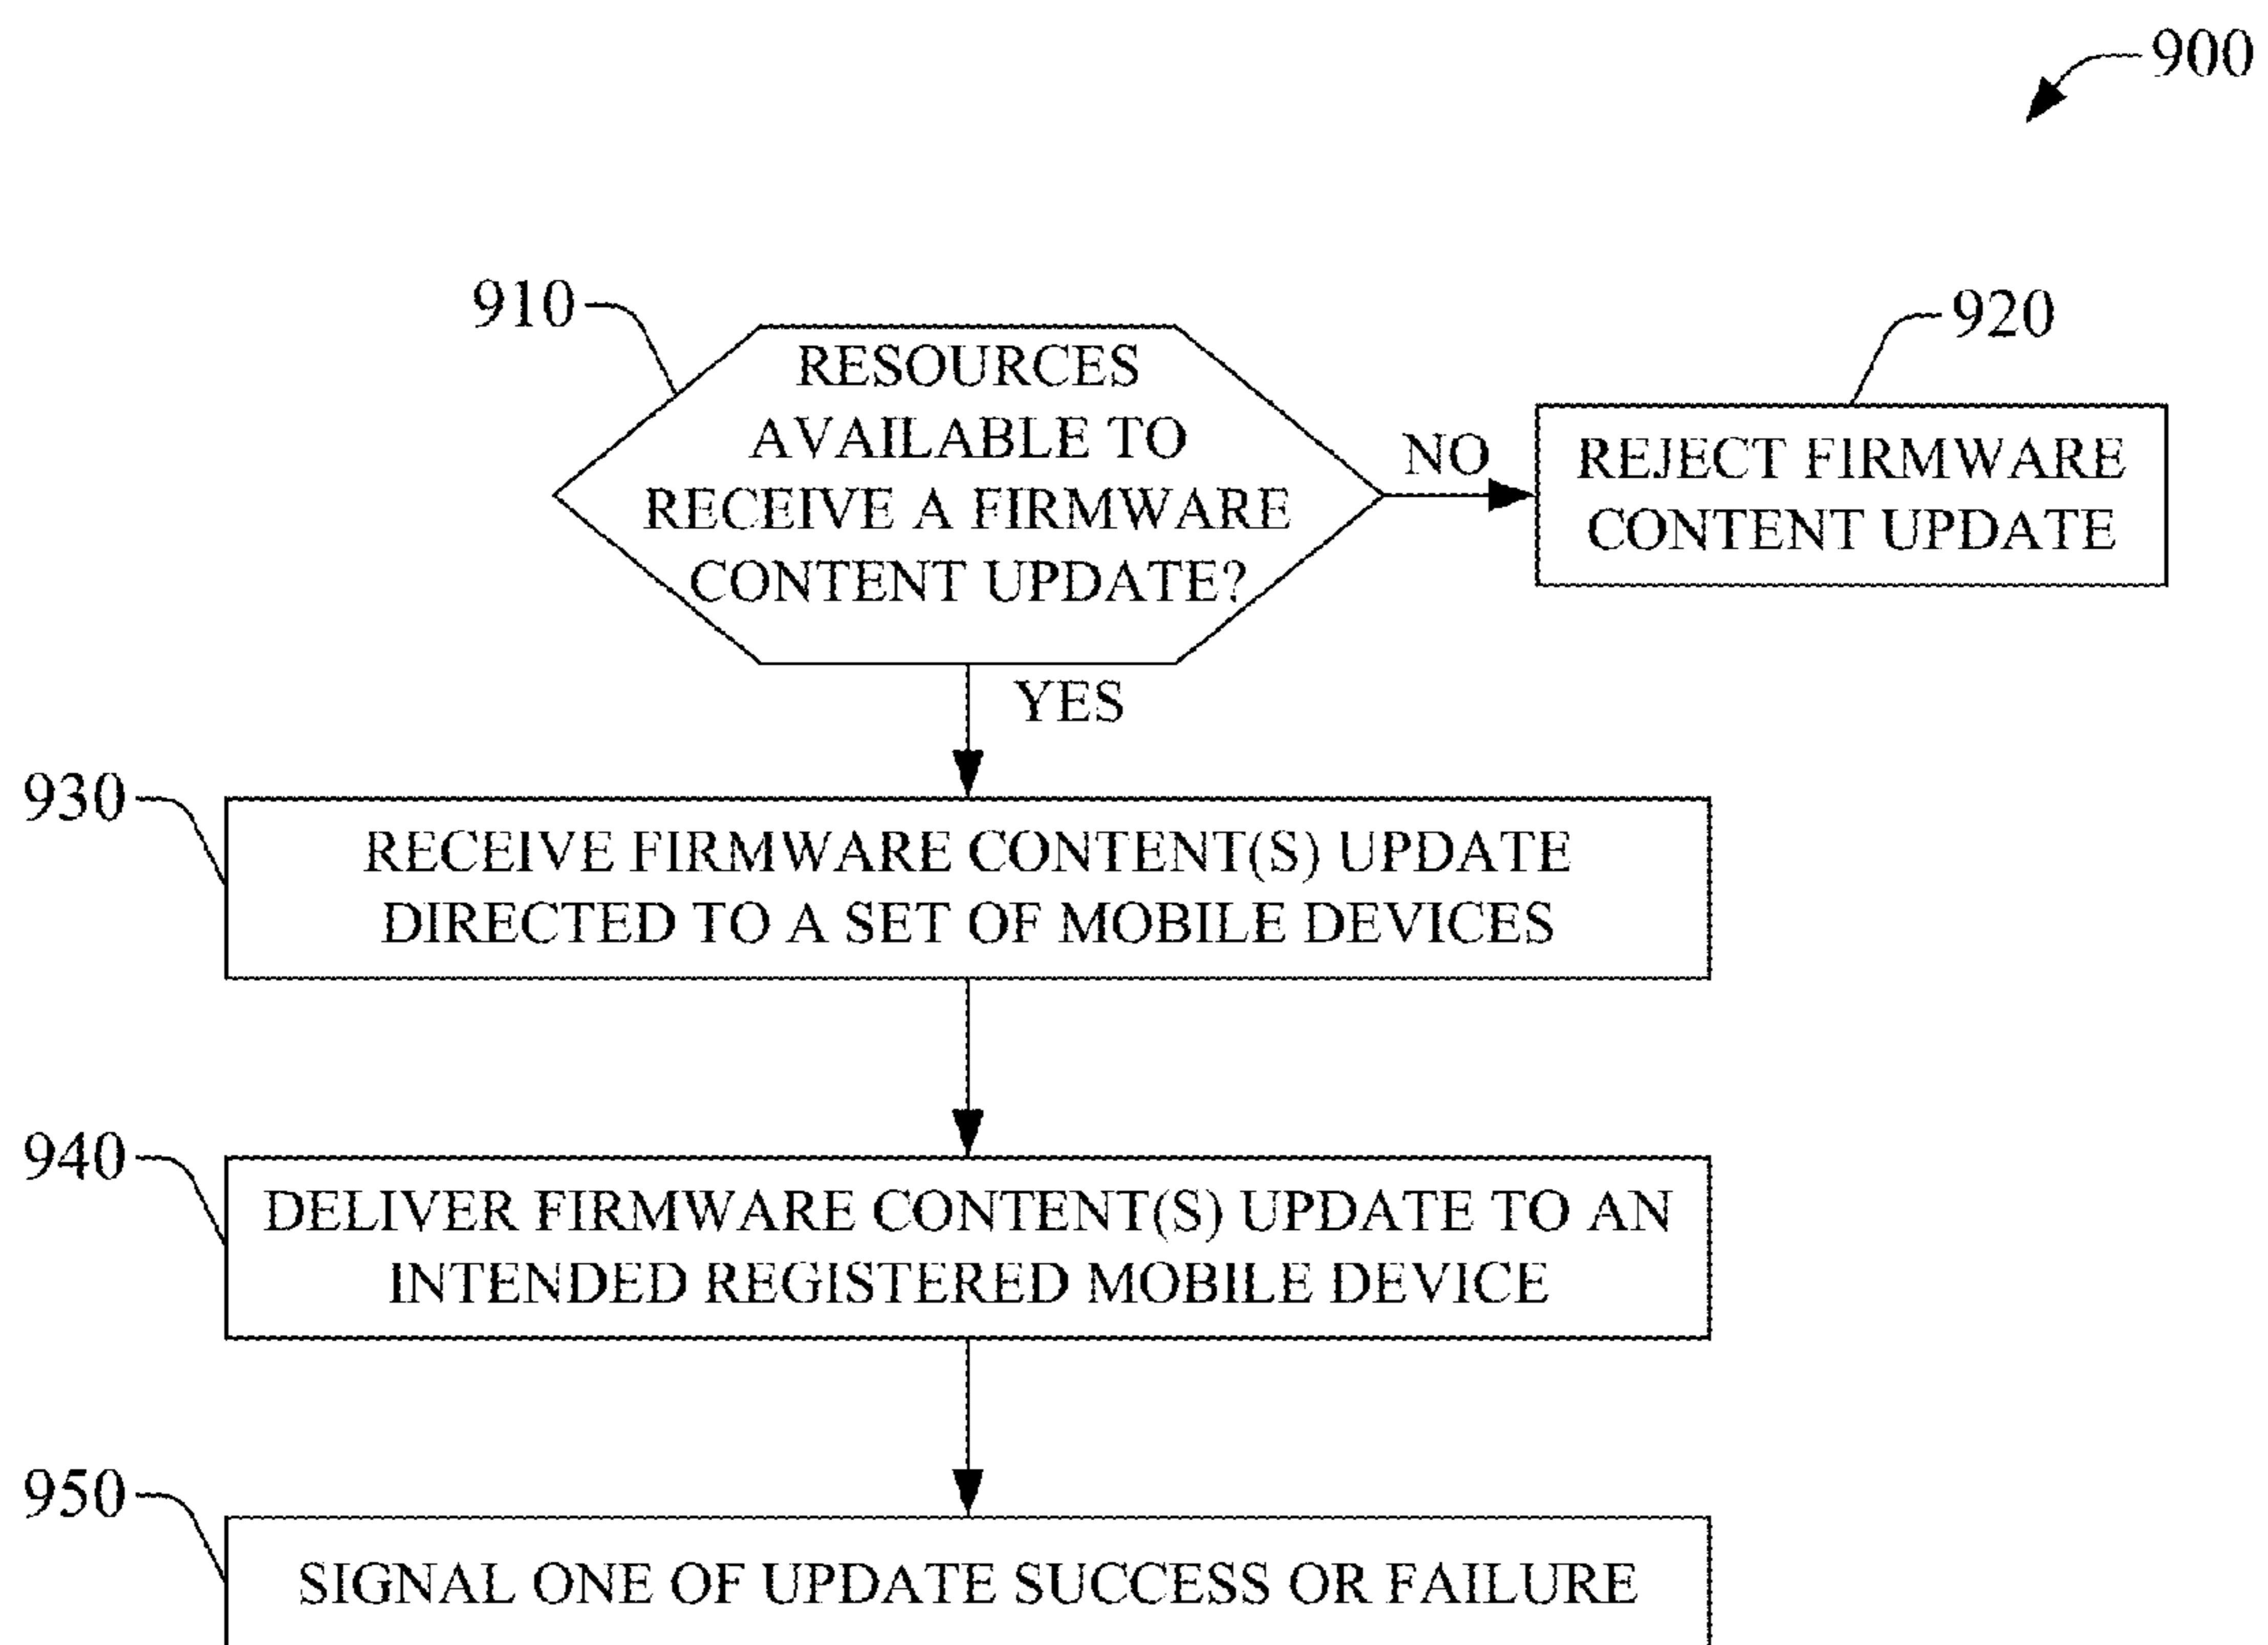 900
910
RESOURCES
AVAILABLE TO
RECEIVE A FIRMWARE
CONTENT UPDATE?
NO
920
REJECT FIRMWARE
CONTENT UPDATE
YES
930
RECEIVE FIRMWARE CONTENT(S) UPDATE
DIRECTED TO A SET OF MOBILE DEVICES
940
DELIVER FIRMWARE CONTENT(S) UPDATE TO AN
INTENDED REGISTERED MOBILE DEVICE
950
SIGNAL ONE OF UPDATE SUCCESS OR FAILURE